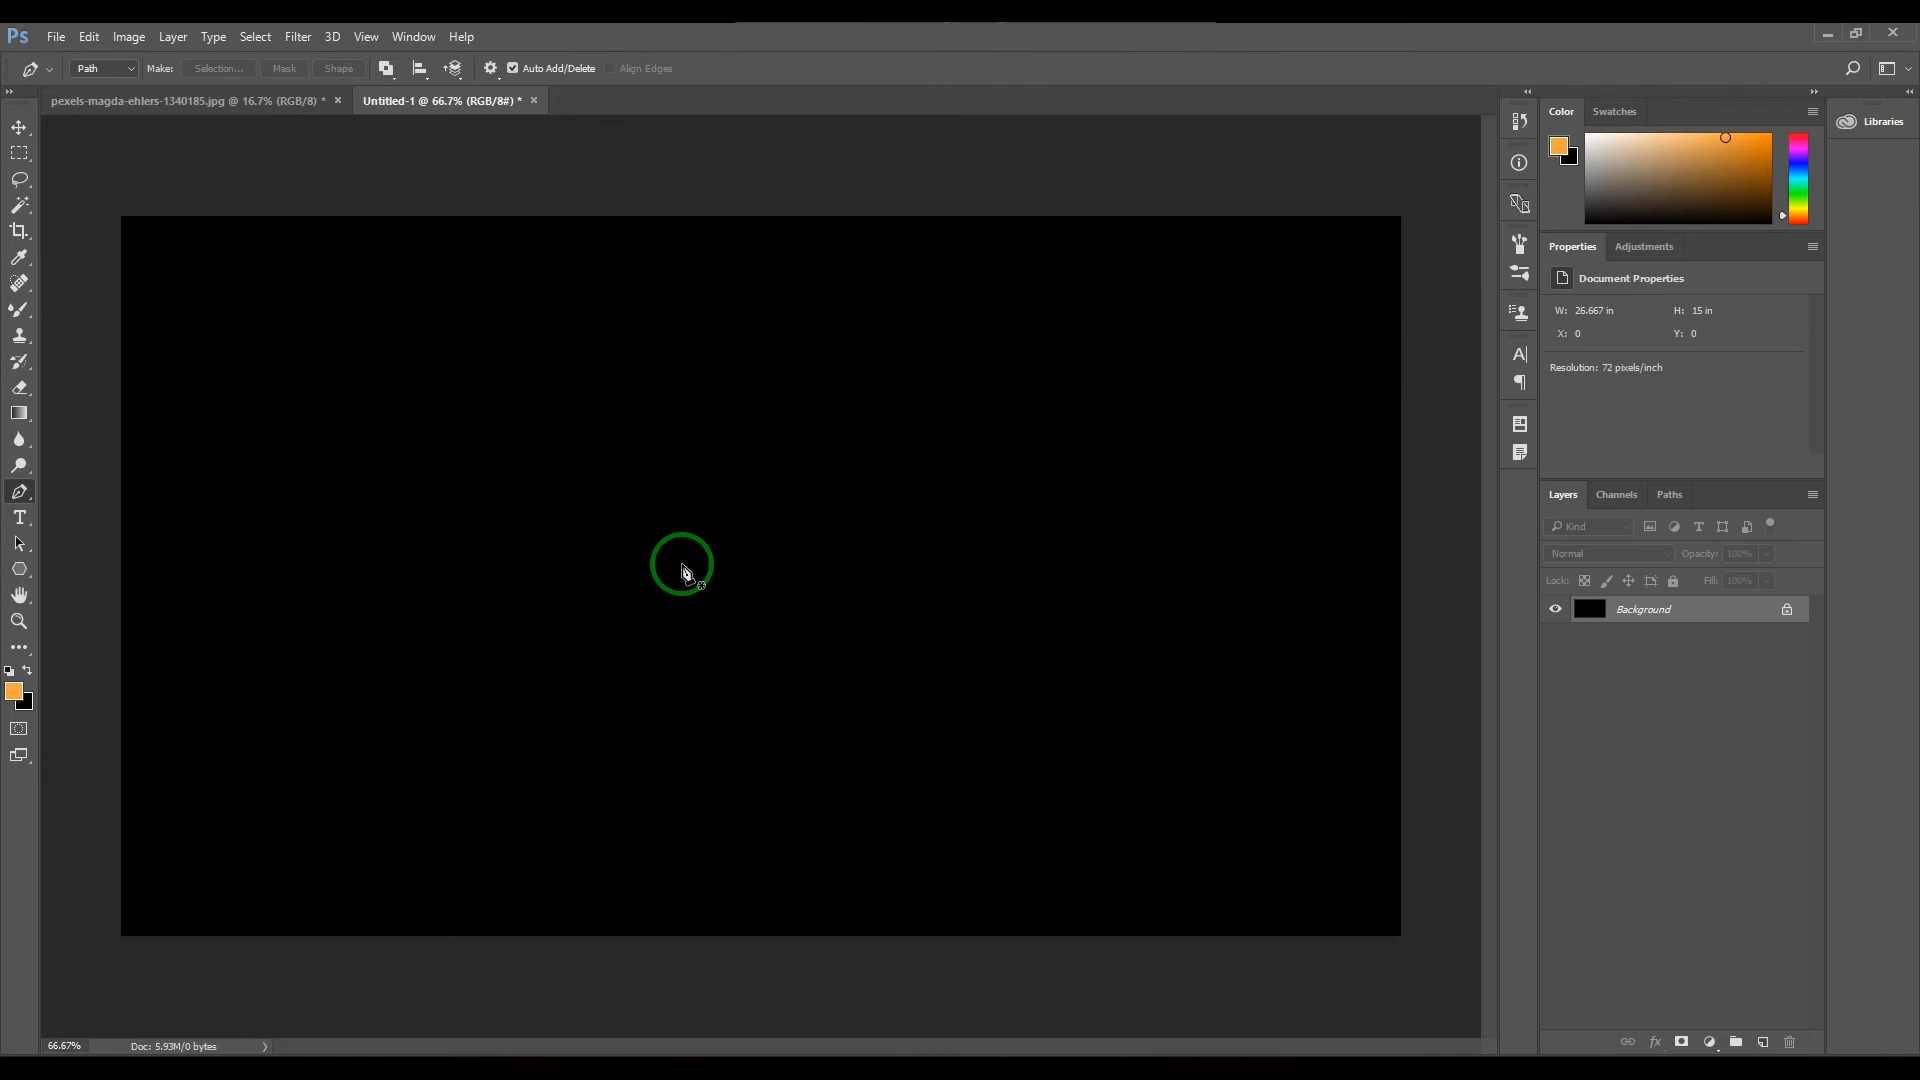 Ps File Edit Image Layer Type Select Filter 3D View Window Help
Path Make: Selection... Mask Shape Auto Add/Delete Align Edges
pexels-magda-ehlers-1340185.jpg @ 16.7% (RGB/8) * × Untitled-1 @ 66.7% (RGB/8#) * ×
Color Swatches
Libraries
Properties Adjustments
Document Properties
W: 26.667 in H: 15 in
X: 0 Y: 0
Resolution: 72 pixels/inch
Layers Channels Paths
Kind
Normal Opacity: 100%
Lock: Fill: 100%
Background
66.67% Doc: 5.93M/0 bytes